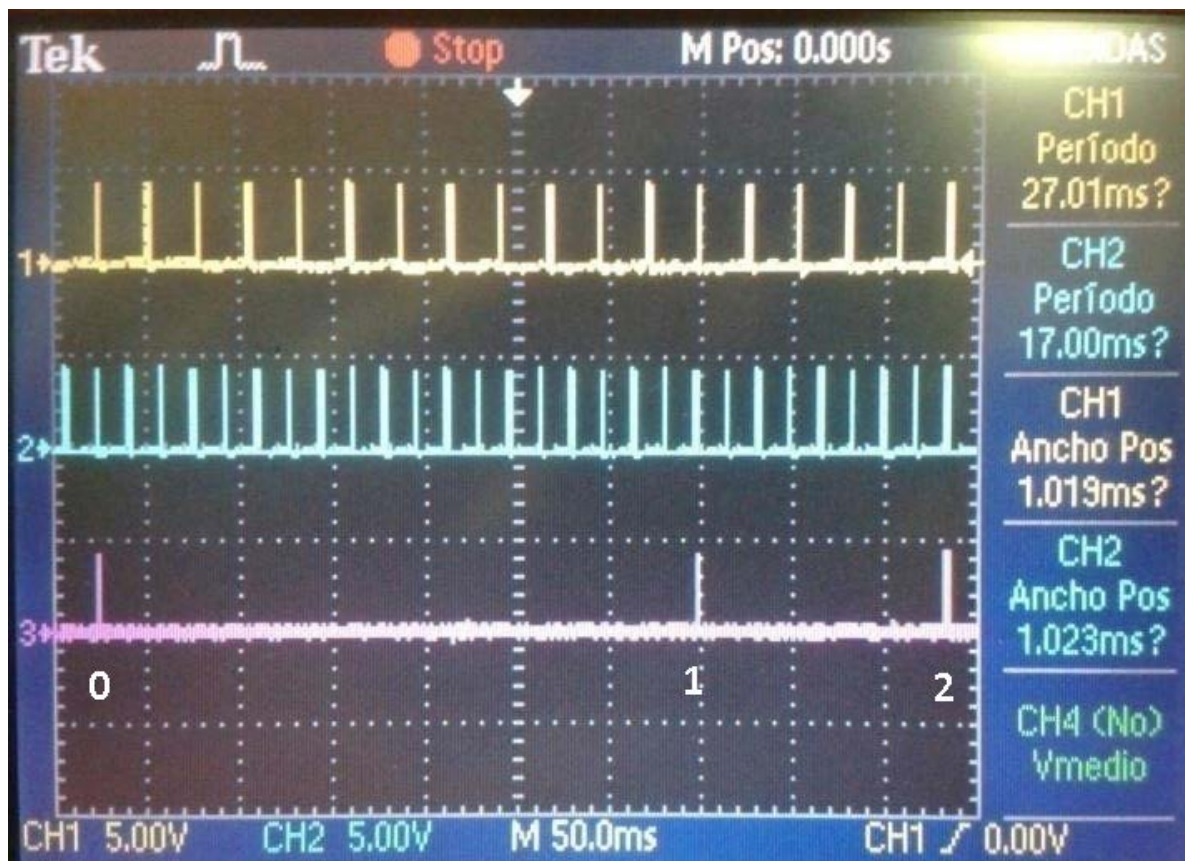 Tek
Stop
M Pos: 0.000s
CH1
Período
27.01ms?
CH2
Período
17.00ms?
CH1
Ancho Pos
1.019ms?
CH2
Ancho Pos
1.023ms?
CH4 (No)
Vmedio
1
2
3
0
1
2
CH1 5.00V
CH2 5.00V
M 50.0ms
CH1
0.00V